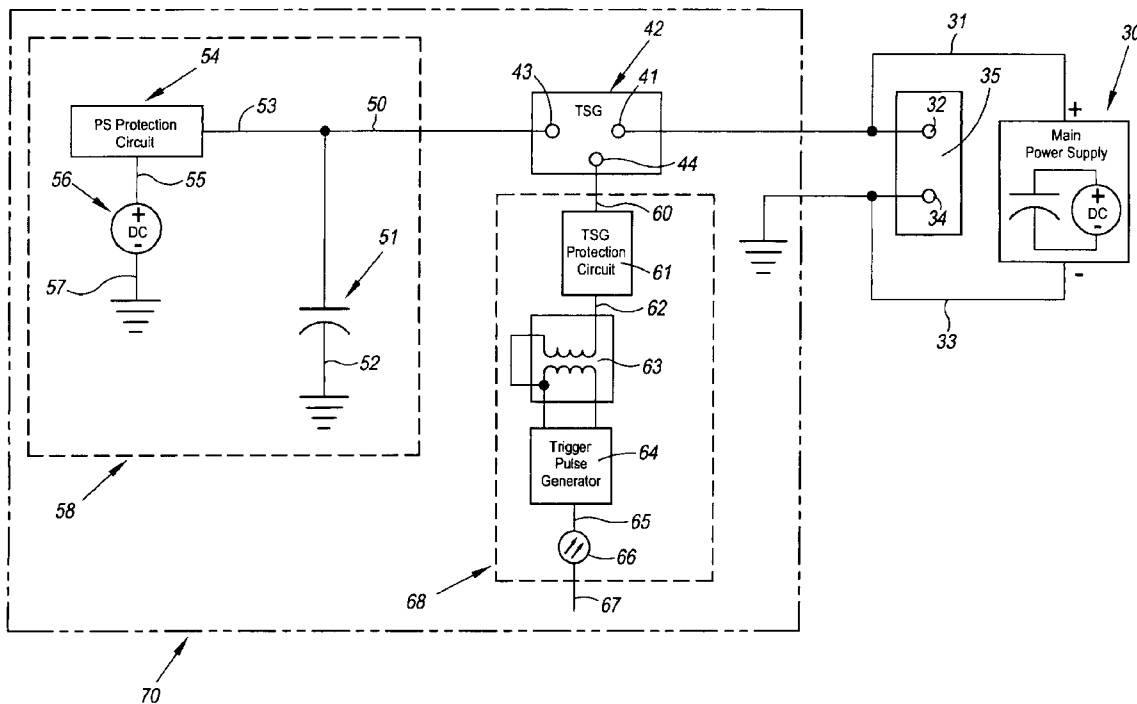 31
30
54
42
43
41
35
53
50
TSG
32
+
PS Protection
Circuit
Main
Power Supply
44
55
56
+
DC
-
60
34
+
DC
-
TSG
Protection
Circuit
61
57
51
-
62
33
52
63
Trigger
Pulse
Generator
64
65
66
58
68
67
70